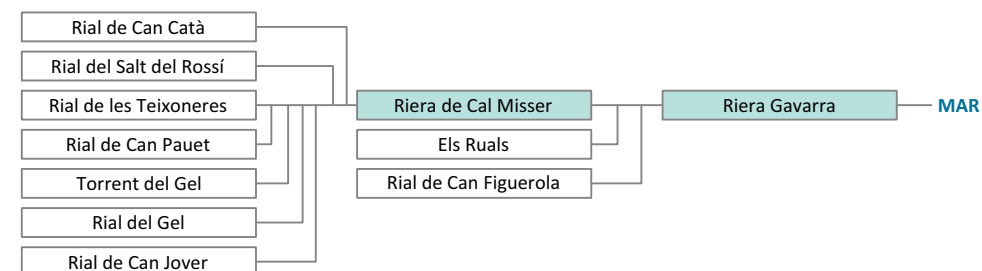 Rial de Can Catà
Rial del Salt del Rossí
Rial de les Teixoneres
Riera de Cal Misser
Riera Gavarra
MAR
Rial de Can Pauet
Els Ruals
Torrent del Gel
Rial de Can Figuerola
Rial del Gel
Rial de Can Jover